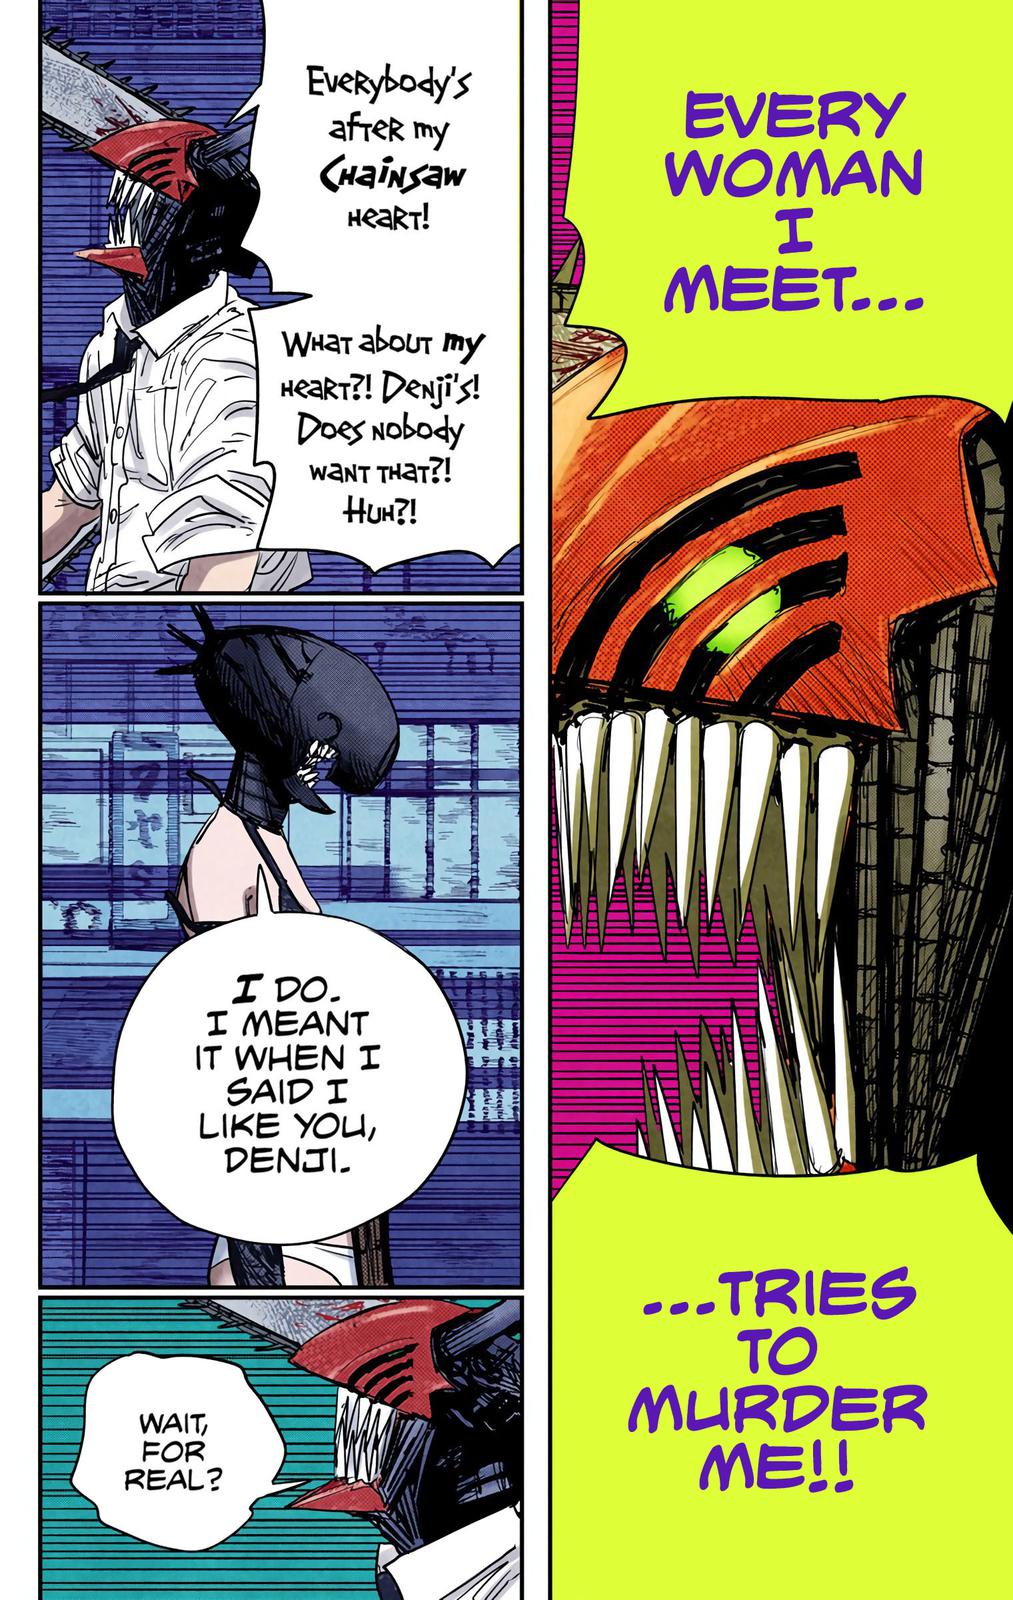 EVERY
WOMAN
I
MEET...
...TRIES
TO
MURDER
ME!!
Everybody's
after my
Chainsaw
heart!
What about my
heart?! Denji's!
Does nobody
want that?!
Huh?!
I DO.
I MEANT
IT WHEN I
SAID I
LIKE YOU,
DENJI.
WAIT,
FOR
REAL?